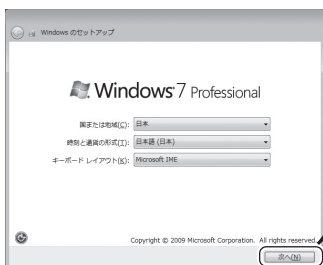 Windows のセットアップ
Windows 7 Professional
国または地域(C): 日本
時刻と通貨の形式(T): 日本語 (日本)
キーボード レイアウト(K): Microsoft IME
Copyright © 2009 Microsoft Corporation. All rights reserved.
次へ(N)